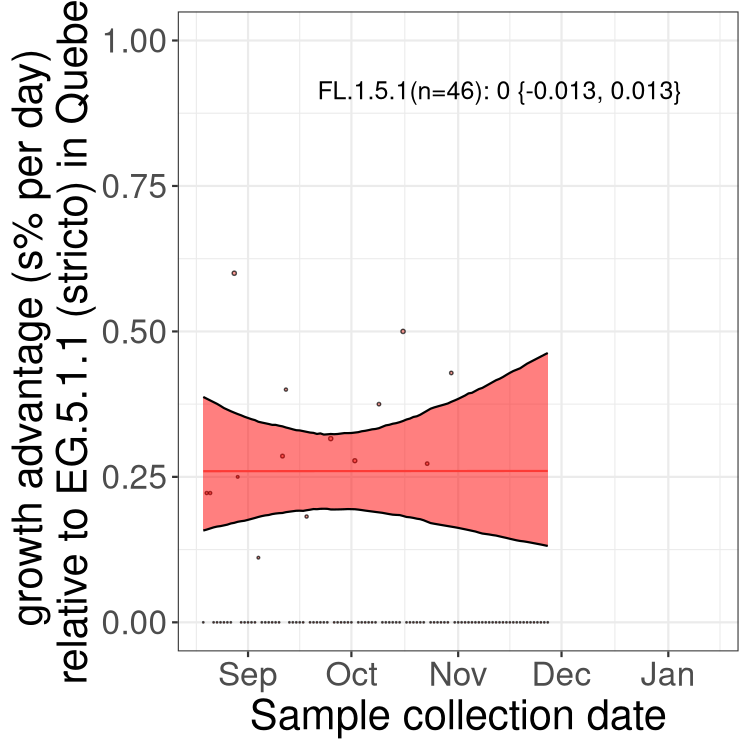 growth advantage (s% per day)
relative to EG.5.1.1 (stricto) in Quebe
1.00
0.75
0.50
0.25
0.00
FL.1.5.1(n=46): 0 {-0.013, 0.013}
Sep Oct Nov Dec Jan
Sample collection date